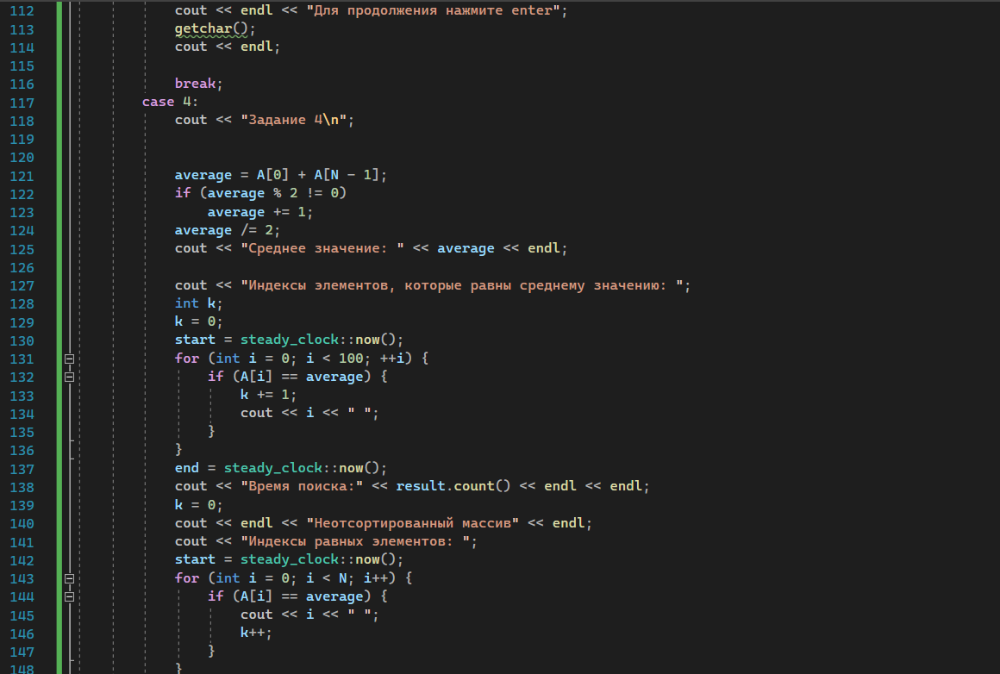 112 cout << endl << "Для продолжения нажмите enter";
113 getchar();
114 cout << endl;
115
116 break;
117 case 4:
118 cout << "Задание 4\n";
119
120
121 average = A[0] + A[N - 1];
122 if (average % 2 != 0)
123 average += 1;
124 average /= 2;
125 cout << "Среднее значение: " << average << endl;
126
127 cout << "Индексы элементов, которые равны среднему значению: ";
128 int k;
129 k = 0;
130 start = steady_clock::now();
131 for (int i = 0; i < 100; ++i) {
132 if (A[i] == average) {
133 k += 1;
134 cout << i << " ";
135 }
136 }
137 end = steady_clock::now();
138 cout << "Время поиска:" << result.count() << endl << endl;
139 k = 0;
140 cout << endl << "Неотсортированный массив" << endl;
141 cout << "Индексы равных элементов: ";
142 start = steady_clock::now();
143 for (int i = 0; i < N; i++) {
144 if (A[i] == average) {
145 cout << i << " ";
146 k++;
147 }
148 }